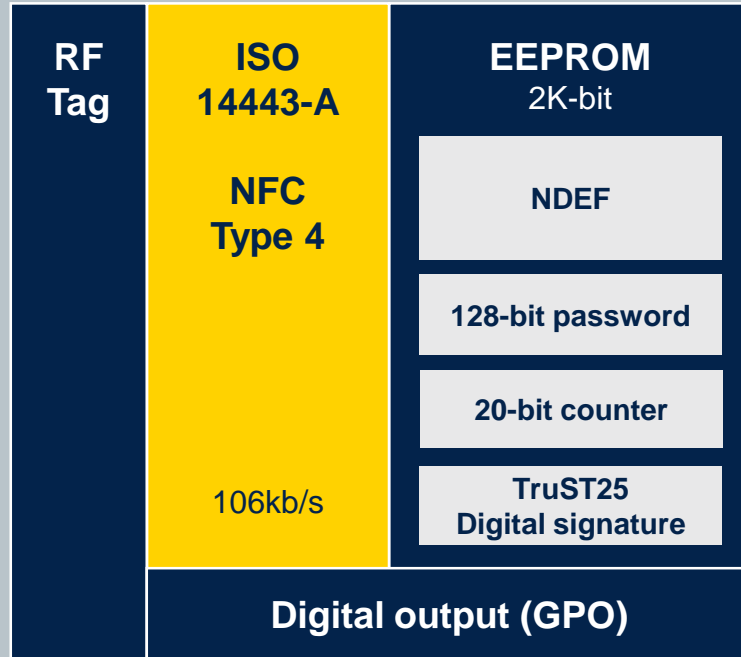 RF
Tag
ISO
14443-A
NFC
Type 4
106kb/s
EEPROM
2K-bit
NDEF
128-bit password
20-bit counter
TruST25
Digital signature
Digital output (GPO)